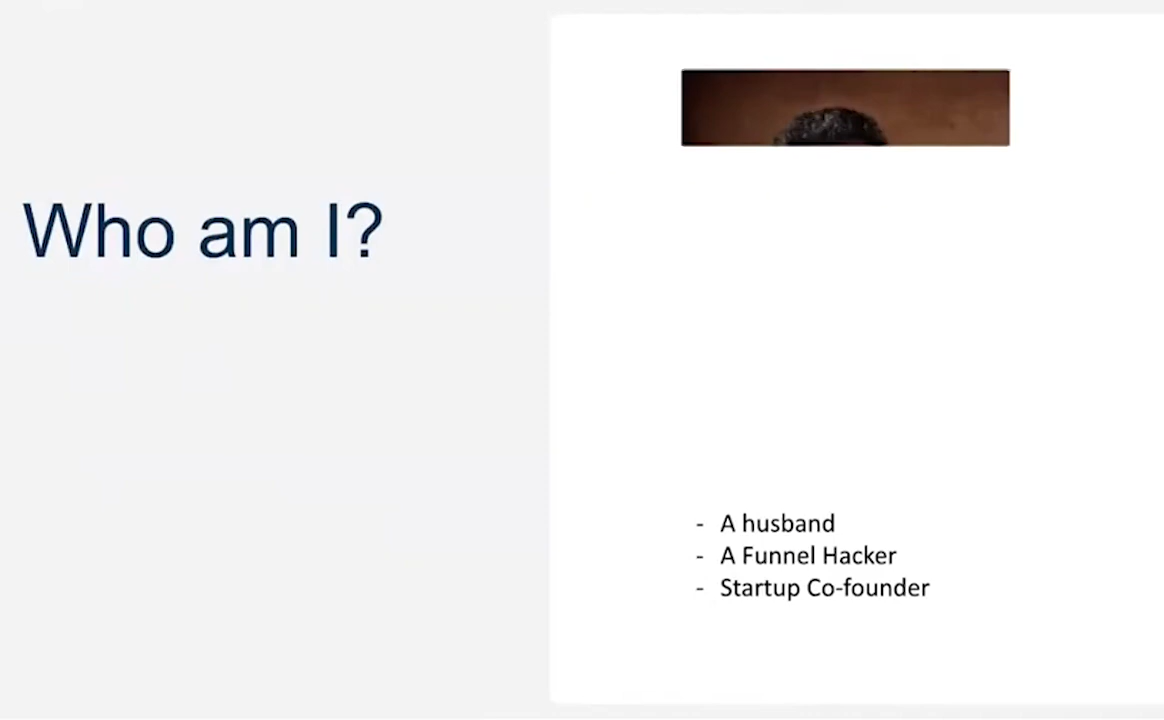 Who am I?
- A husband
- A Funnel Hacker
- Startup Co-founder